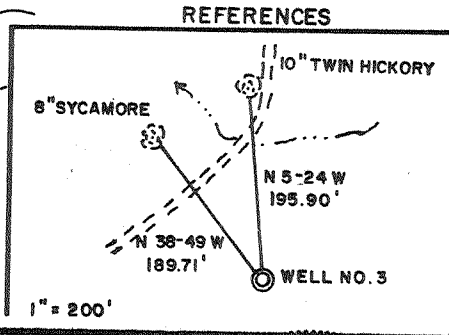 REFERENCES
10" TWIN HICKORY
8" SYCAMORE
N 5-24 W
195.90'
N 38-49 W
189.71'
WELL NO. 3
1" = 200'